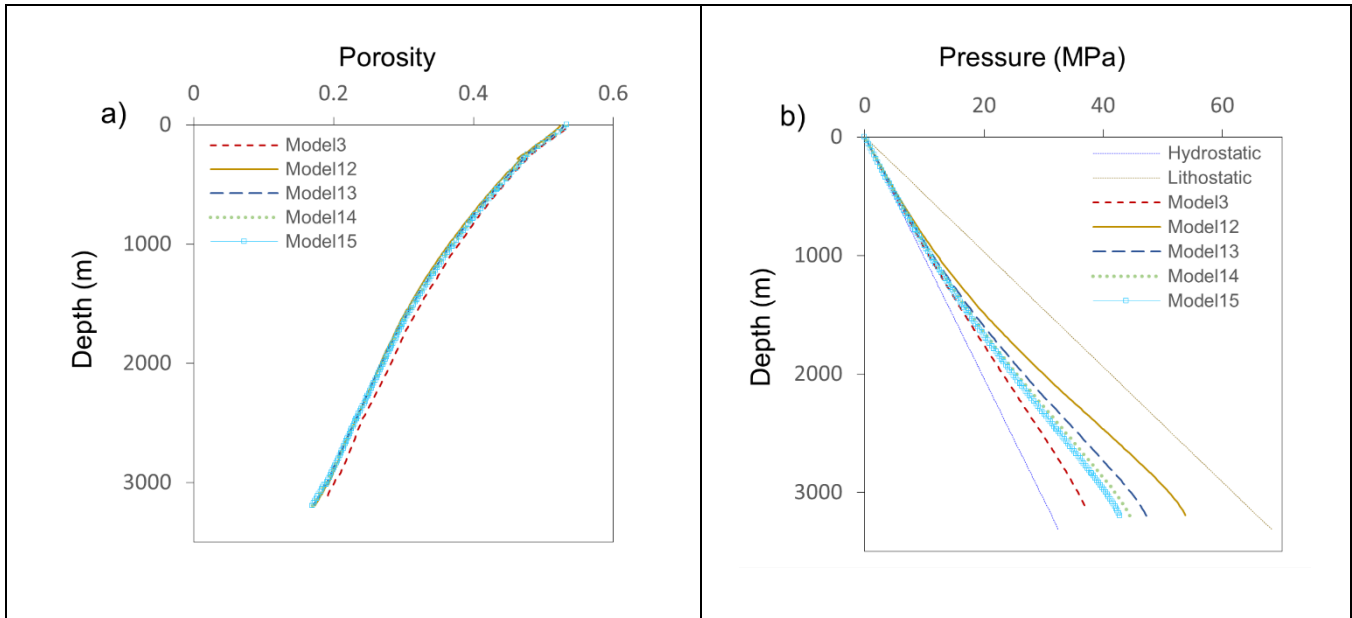 Porosity
0 0.2 0.4 0.6
a)
0
1000
2000
3000
Depth (m)
Model3
Model12
Model13
Model14
Model15
Pressure (MPa)
0 20 40 60
b)
0
1000
2000
3000
Depth (m)
Hydrostatic
Lithostatic
Model3
Model12
Model13
Model14
Model15